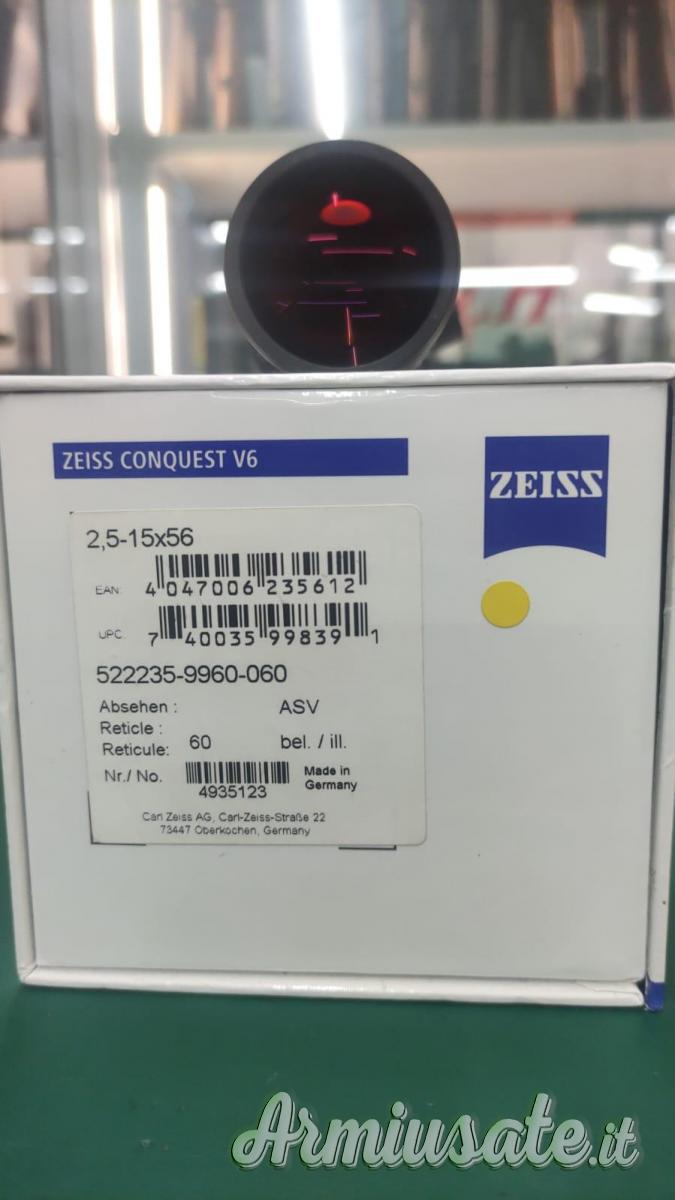 ZEISS CONQUEST V6
ZEISS
2,5-15x56
EAN: 4 047006 235612
UPC: 7 40035 99839 1
522235-9960-060
Absehen : ASV
Reticle :
Reticule: 60 bel. / ill.
Nr./ No. 4935123 Made in Germany
Carl Zeiss AG, Carl-Zeiss-Straße 22
73447 Oberkochen, Germany
Armiusate.it